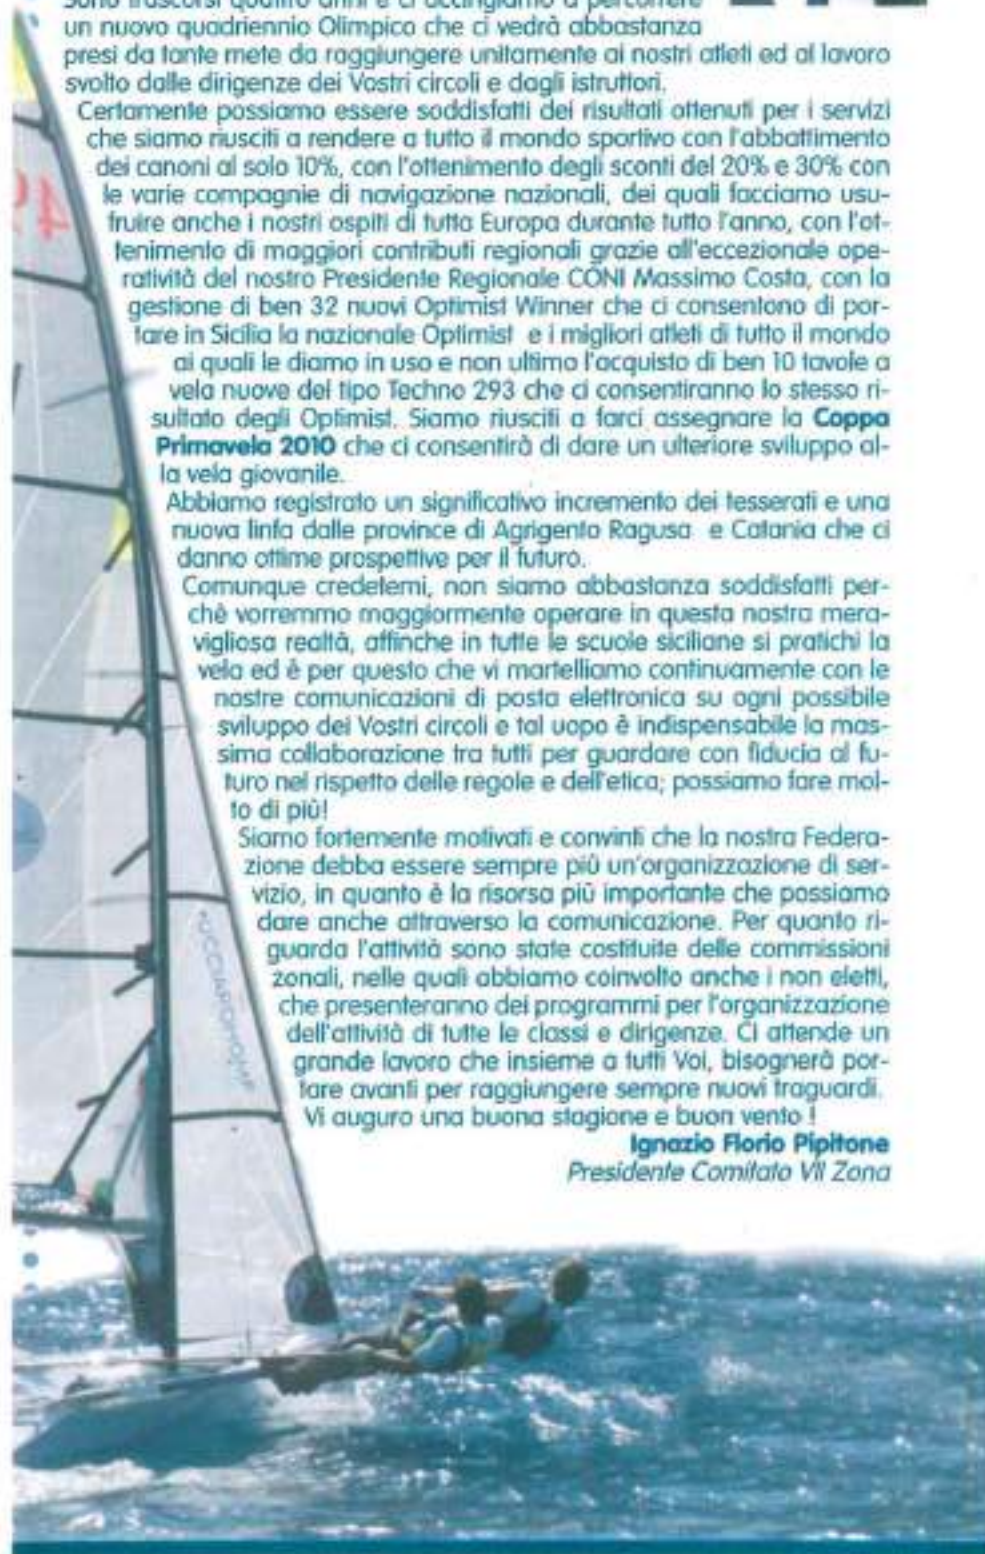 Sono trascorsi quattro anni e ci accingiamo a percorrere
un nuovo quadriennio Olimpico che ci vedrà abbastanza
presi da tante mete da raggiungere unitamente ai nostri atleti ed al lavoro
svolto dalle dirigenze dei Vostri circoli e dagli istruttori.
Certamente possiamo essere soddisfatti dei risultati ottenuti per i servizi
che siamo riusciti a rendere a tutto il mondo sportivo con l'abbattimento
dei canoni al solo 10%, con l'ottenimento degli sconti del 20% e 30% con
le varie compagnie di navigazione nazionali, dei quali facciamo usu-
fruire anche i nostri ospiti di tutta Europa durante tutto l'anno, con l'ot-
tenimento di maggiori contributi regionali grazie all'eccezionale ope-
ratività del nostro Presidente Regionale CONI Massimo Costa, con la
gestione di ben 32 nuovi Optimist Winner che ci consentono di por-
tare in Sicilia la nazionale Optimist e i migliori atleti di tutto il mondo
ai quali le diamo in uso e non ultimo l'acquisto di ben 10 tavole a
vela nuove del tipo Techno 293 che ci consentiranno lo stesso ri-
sultato degli Optimist. Siamo riusciti a farci assegnare la Coppa
Primavela 2010 che ci consentirà di dare un ulteriore sviluppo al-
la vela giovanile.
Abbiamo registrato un significativo incremento dei tesserati e una
nuova linfa dalle province di Agrigento Ragusa e Catania che ci
danno ottime prospettive per il futuro.
Comunque credetemi, non siamo abbastanza soddisfatti per-
chè vorremmo maggiormente operare in questa nostra mera-
vigliosa realtà, affinche in tutte le scuole siciliane si pratichi la
vela ed è per questo che vi martelliamo continuamente con le
nostre comunicazioni di posta elettronica su ogni possibile
sviluppo dei Vostri circoli e tal uopo è indispensabile la mas-
sima collaborazione tra tutti per guardare con fiducia al fu-
turo nel rispetto delle regole e dell'etica; possiamo fare mol-
to di più!
Siamo fortemente motivati e convinti che la nostra Federa-
zione debba essere sempre più un'organizzazione di ser-
vizio, in quanto è la risorsa più importante che possiamo
dare anche attraverso la comunicazione. Per quanto ri-
guarda l'attività sono state costituite delle commissioni
zonali, nelle quali abbiamo coinvolto anche i non eletti,
che presenteranno dei programmi per l'organizzazione
dell'attività di tutte le classi e dirigenze. Ci attende un
grande lavoro che insieme a tutti Voi, bisognerà por-
tare avanti per raggiungere sempre nuovi traguardi.
Vi auguro una buona stagione e buon vento !
Ignazio Florio Pipitone
Presidente Comitato VII Zona